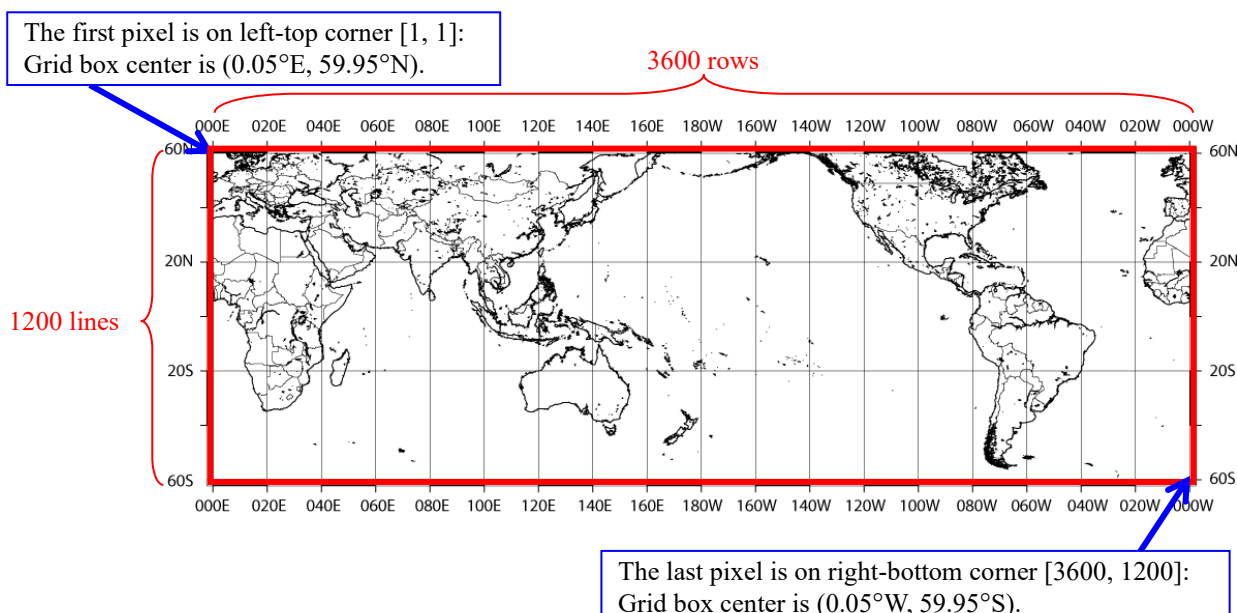 The first pixel is on left-top corner [1, 1]:
Grid box center is (0.05°E, 59.95°N).
3600 rows
000E 020E 040E 060E 080E 100E 120E 140E 160E 180W 160W 140W 120W 100W 080W 060W 040W 020W 000W
60N 60N
20N 20N
1200 lines
20S 20S
60S 60S
000E 020E 040E 060E 080E 100E 120E 140E 160E 180W 160W 140W 120W 100W 080W 060W 040W 020W 000W
The last pixel is on right-bottom corner [3600, 1200]:
Grid box center is (0.05°W, 59.95°S).